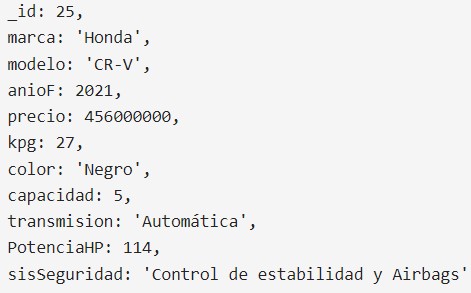 _id: 25,
marca: 'Honda',
modelo: 'CR-V',
anioF: 2021,
precio: 456000000,
kpg: 27,
color: 'Negro',
capacidad: 5,
transmision: 'Automática',
PotenciaHP: 114,
sisSeguridad: 'Control de estabilidad y Airbags'